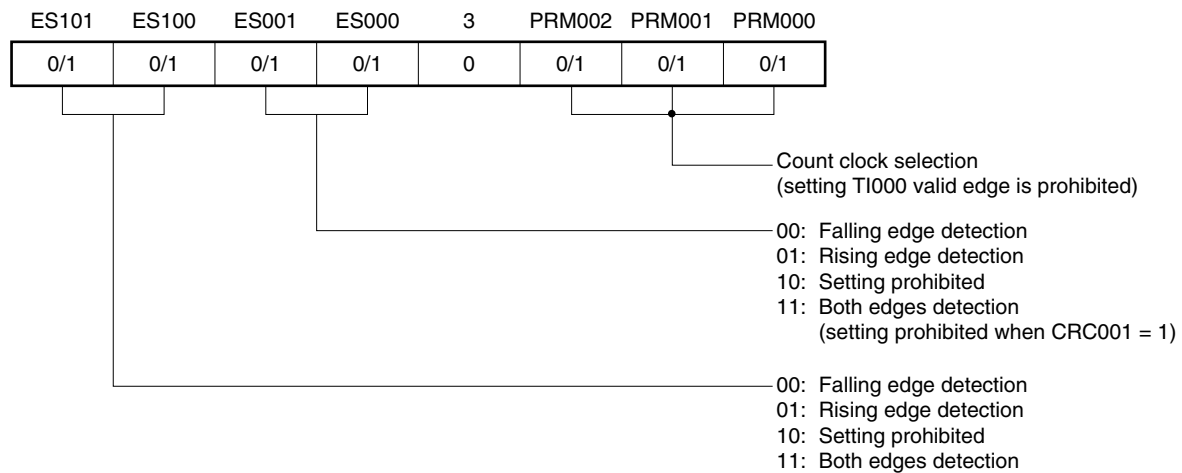 ES101 ES100 ES001 ES000 3 PRM002 PRM001 PRM000
0/1 0/1 0/1 0/1 0 0/1 0/1 0/1
Count clock selection
(setting TI000 valid edge is prohibited)
00: Falling edge detection
01: Rising edge detection
10: Setting prohibited
11: Both edges detection
(setting prohibited when CRC001 = 1)
00: Falling edge detection
01: Rising edge detection
10: Setting prohibited
11: Both edges detection